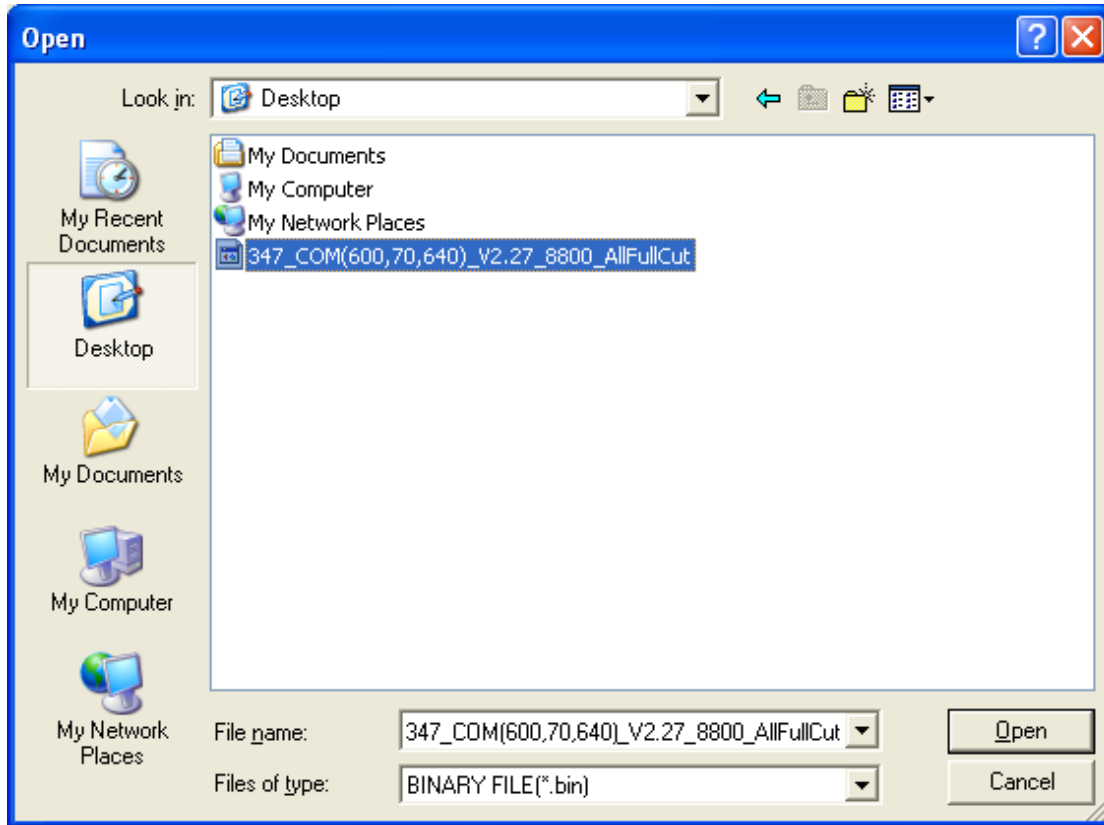 Open
Look in: Desktop
My Recent
Documents
Desktop
My Documents
My Computer
My Network
Places
My Documents
My Computer
My Network Places
347_COM(600,70,640)_V2.27_8800_AllFullCut
File name: 347_COM(600,70,640)_V2.27_8800_AllFullCut Open
Files of type: BINARY FILE(*.bin) Cancel